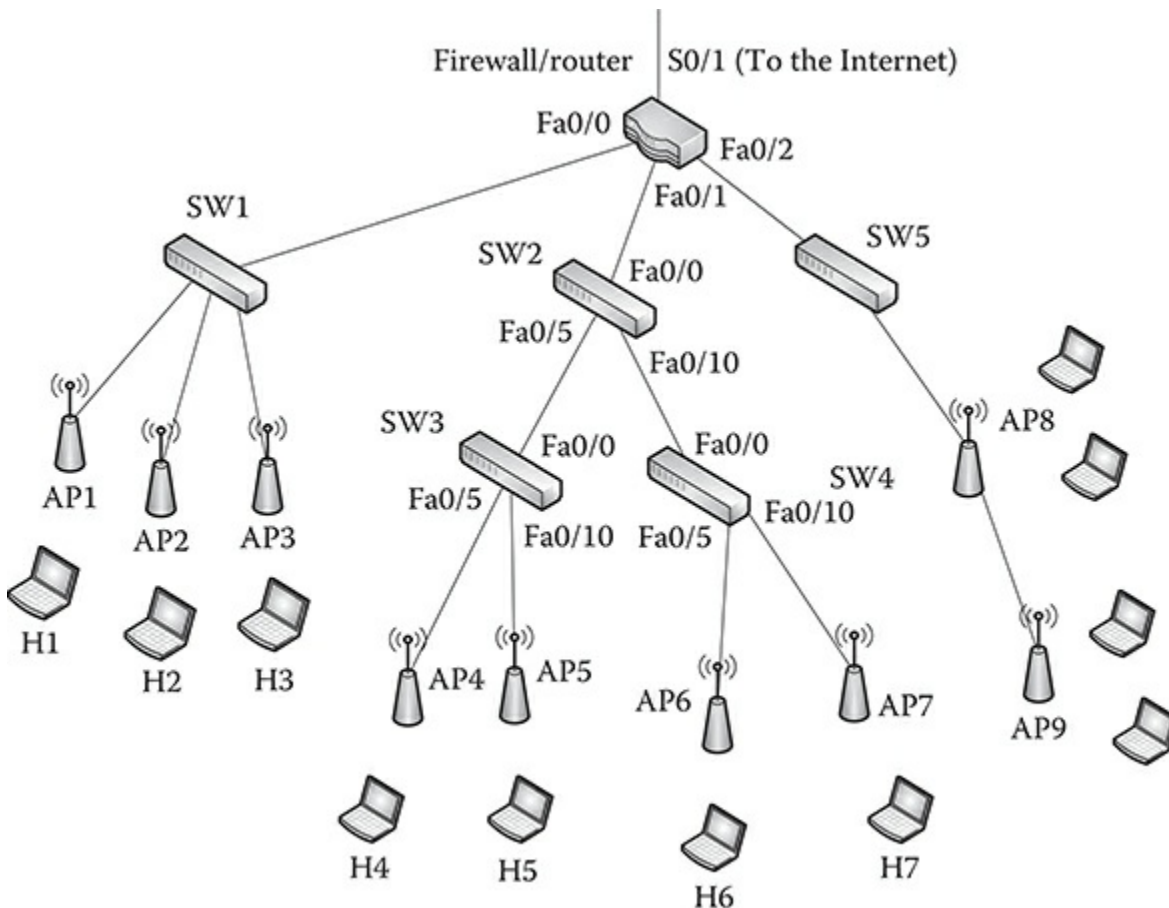 Firewall/router
S0/1 (To the Internet)
Fa0/0
Fa0/2
Fa0/1
SW1
SW2
SW5
Fa0/0
Fa0/5
Fa0/10
SW3
Fa0/0
Fa0/5
Fa0/10
Fa0/0
SW4
Fa0/5
Fa0/10
AP8
AP1
AP2
AP3
H1
H2
H3
AP4
AP5
AP6
AP7
AP9
H4
H5
H6
H7